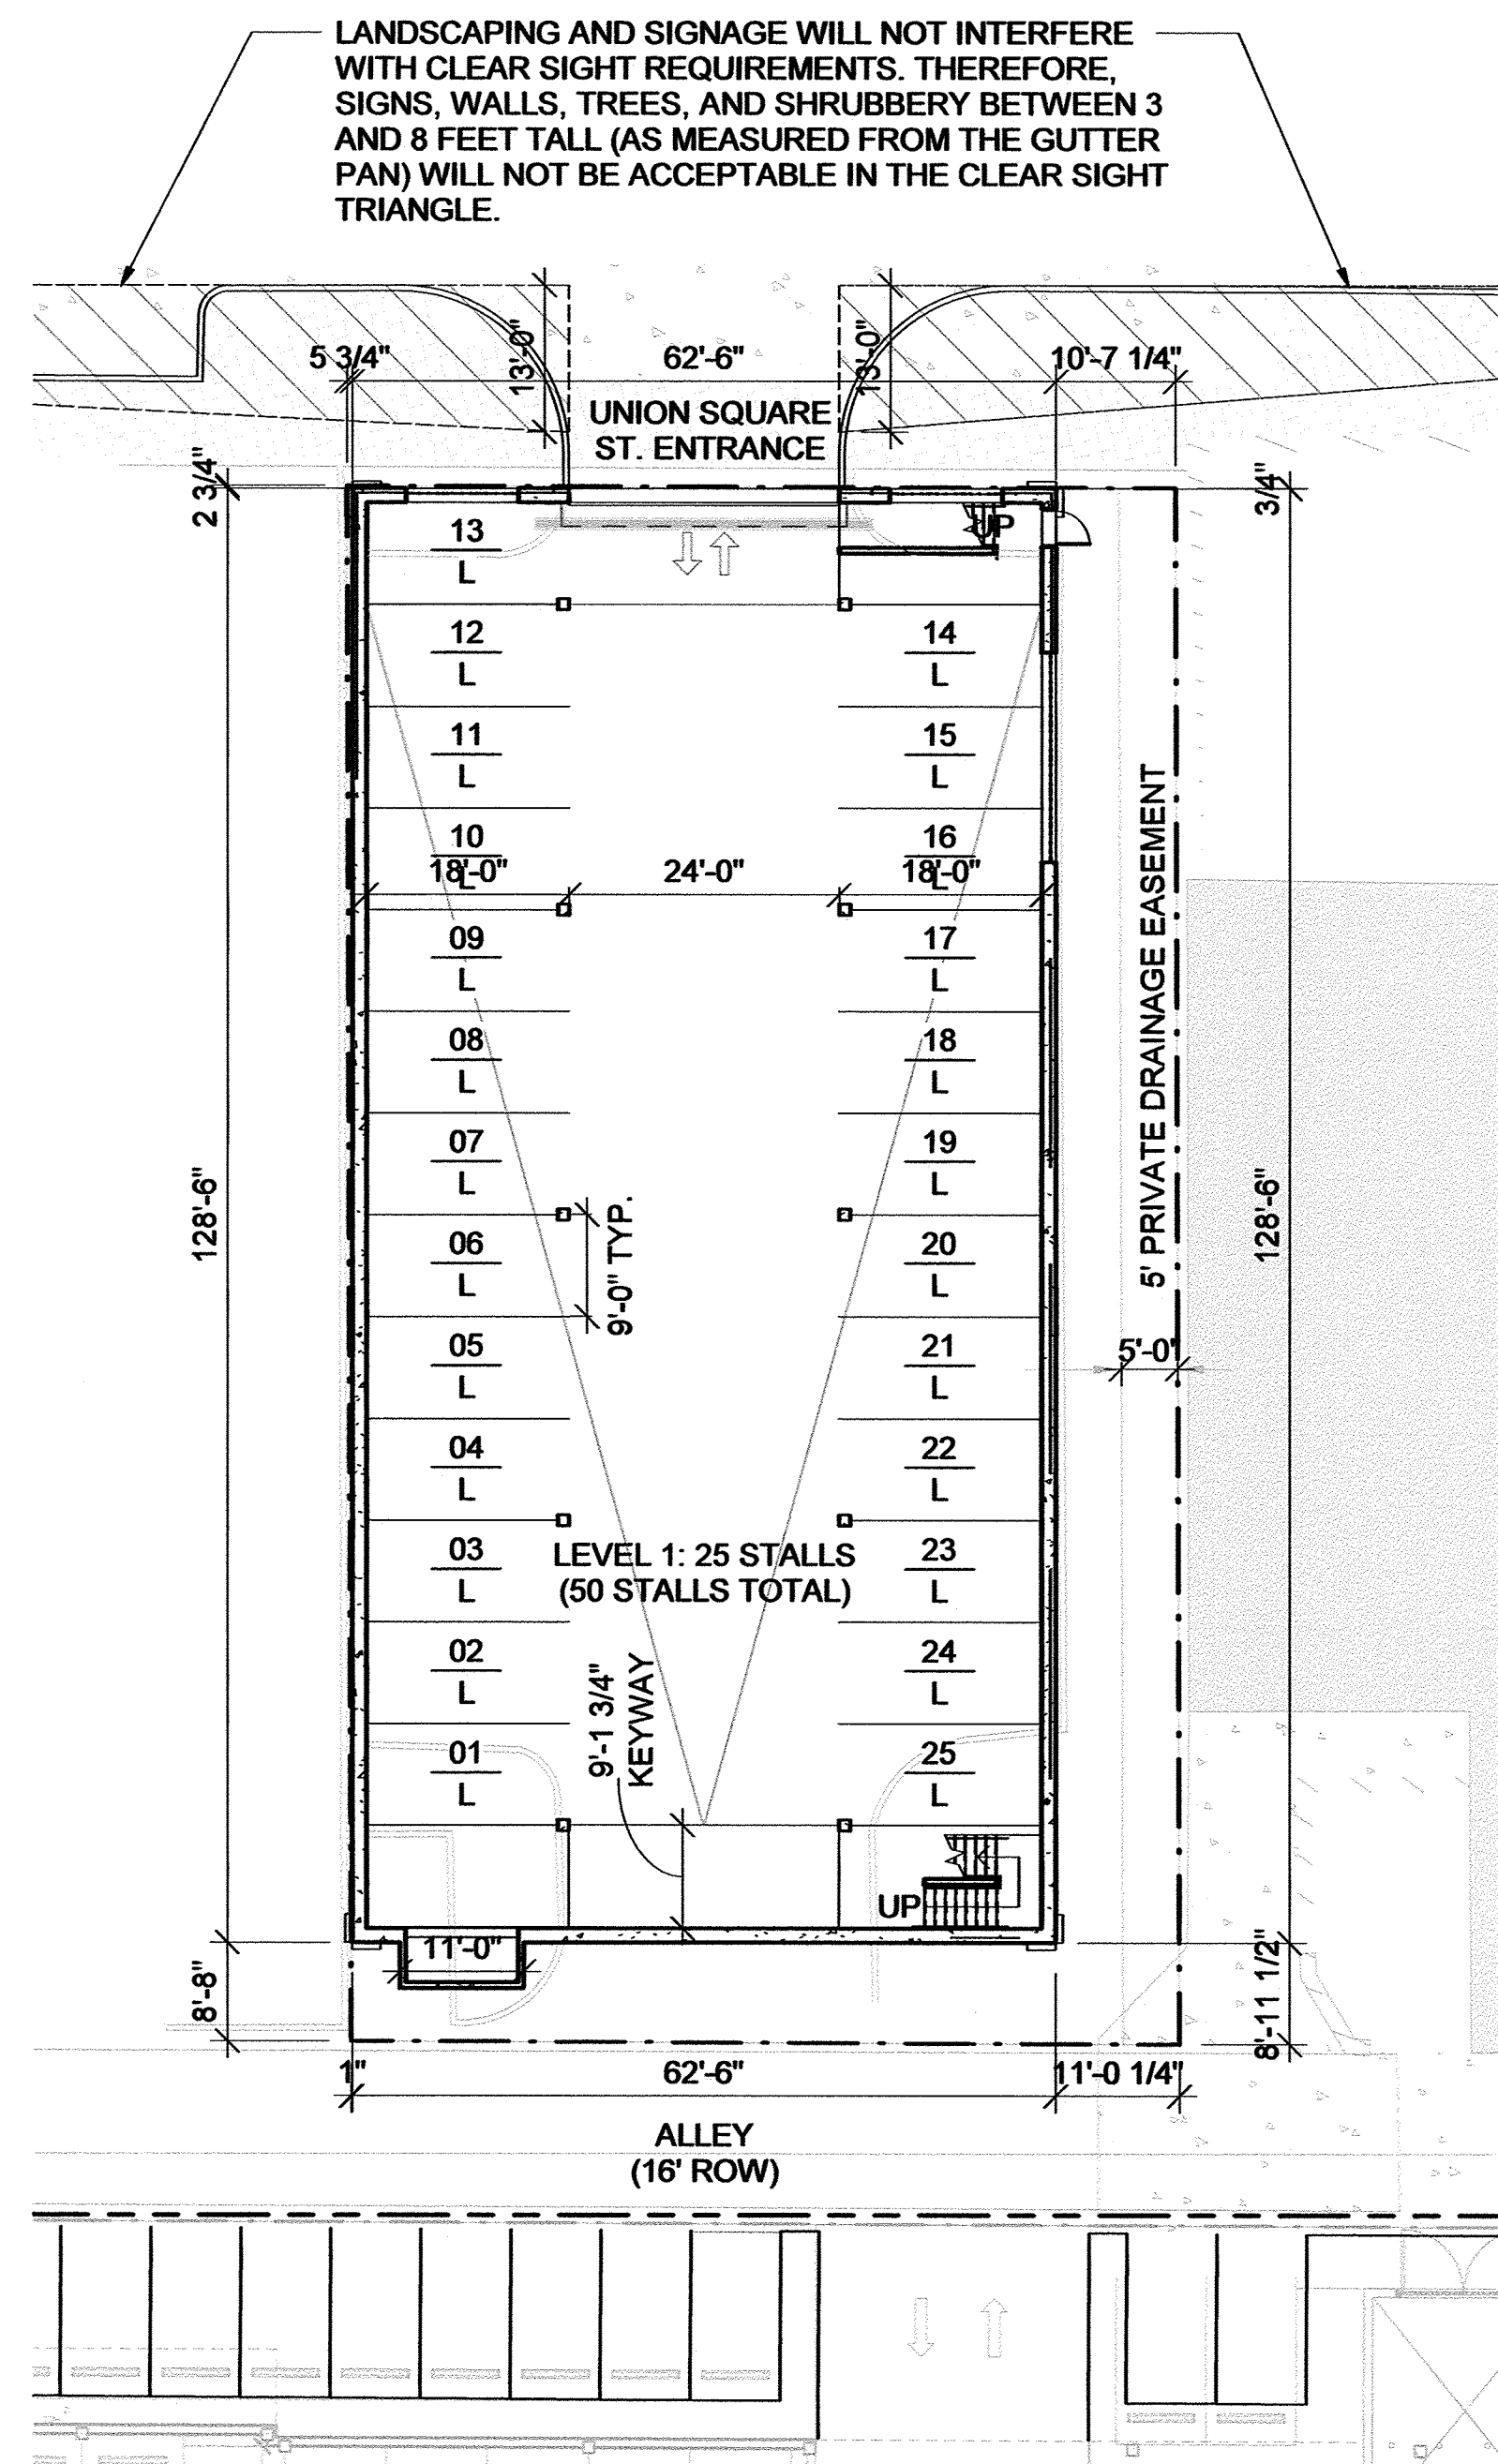 LANDSCAPING AND SIGNAGE WILL NOT INTERFERE
WITH CLEAR SIGHT REQUIREMENTS. THEREFORE,
SIGNS, WALLS, TREES, AND SHRUBBERY BETWEEN 3
AND 8 FEET TALL (AS MEASURED FROM THE GUTTER
PAN) WILL NOT BE ACCEPTABLE IN THE CLEAR SIGHT
TRIANGLE.
13'-0"
13'-0"
5 3/4"
62'-6"
10'-7 1/4"
UNION SQUARE
ST. ENTRANCE
2 3/4"
3/4"
13
L
UP
12
L
14
L
11
L
15
L
10
L
16
L
18'-0"
24'-0"
18'-0"
09
L
17
L
08
L
18
L
07
L
19
L
5' PRIVATE DRAINAGE EASEMENT
128'-6"
128'-6"
06
L
9'-0" TYP.
20
L
05
L
21
L
5'-0"
04
L
22
L
03
L
LEVEL 1: 25 STALLS
(50 STALLS TOTAL)
23
L
02
L
24
L
9'-1 3/4"
KEYWAY
01
L
25
L
UP
11'-0"
8'-8"
8'-11 1/2"
1"
62'-6"
11'-0 1/4"
ALLEY
(16' ROW)